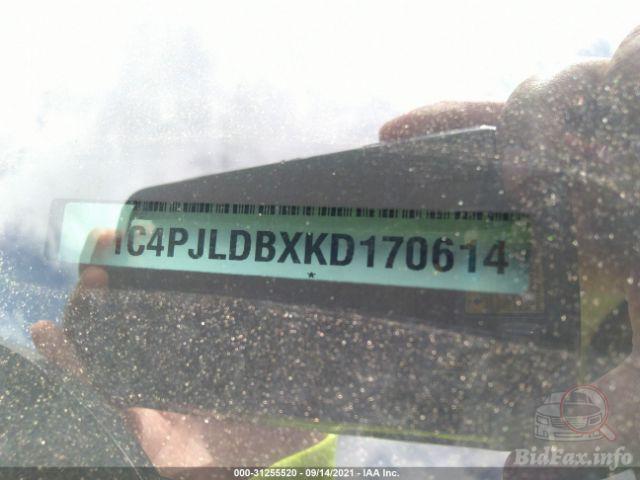 1C4PJLDBXKD170614
*
000-31255520 - 09/14/2021 - IAA Inc.
BidFax.info